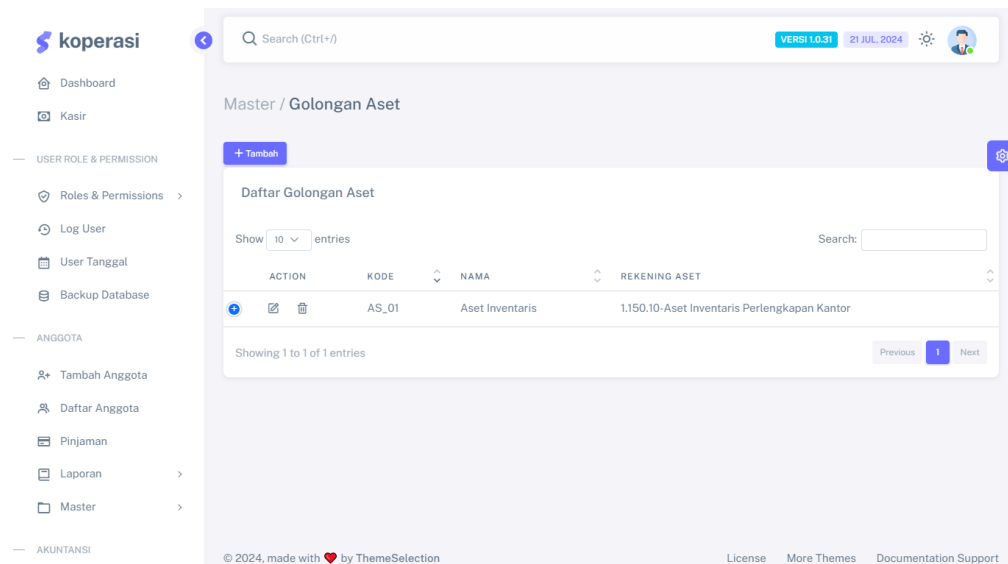 koperasi
Dashboard
Kasir
USER ROLE & PERMISSION
Roles & Permissions
Log User
User Tanggal
Backup Database
ANGGOTA
Tambah Anggota
Daftar Anggota
Pinjaman
Laporan
Master
AKUNTANSI
Search (Ctrl+/)
VERSI 1.0.31 21 JUL, 2024
Master / Golongan Aset
+ Tambah
Daftar Golongan Aset
Show 10 entries Search:
ACTION KODE NAMA REKENING ASET
AS_01 Aset Inventaris 1.150.10-Aset Inventaris Perlengkapan Kantor
Showing 1 to 1 of 1 entries Previous 1 Next
© 2024, made with ❤ by ThemeSelection License More Themes Documentation Support